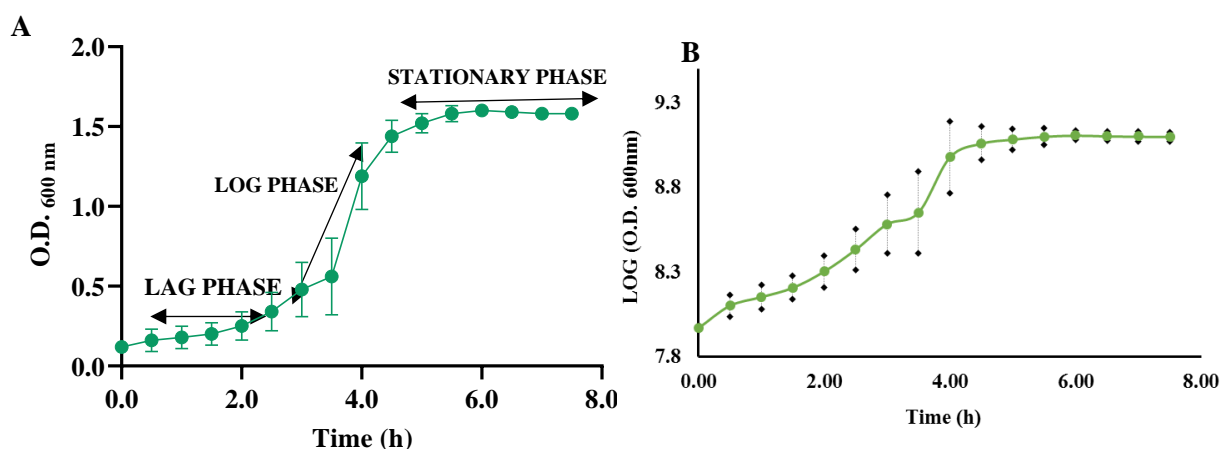 A
O.D. 600 nm
2.0
1.5
1.0
0.5
0.0
STATIONARY PHASE
LOG PHASE
LAG PHASE
0.0 2.0 4.0 6.0 8.0
Time (h)
B
LOG (O.D. 600nm)
9.3
8.8
8.3
7.8
0.00 2.00 4.00 6.00 8.00
Time (h)